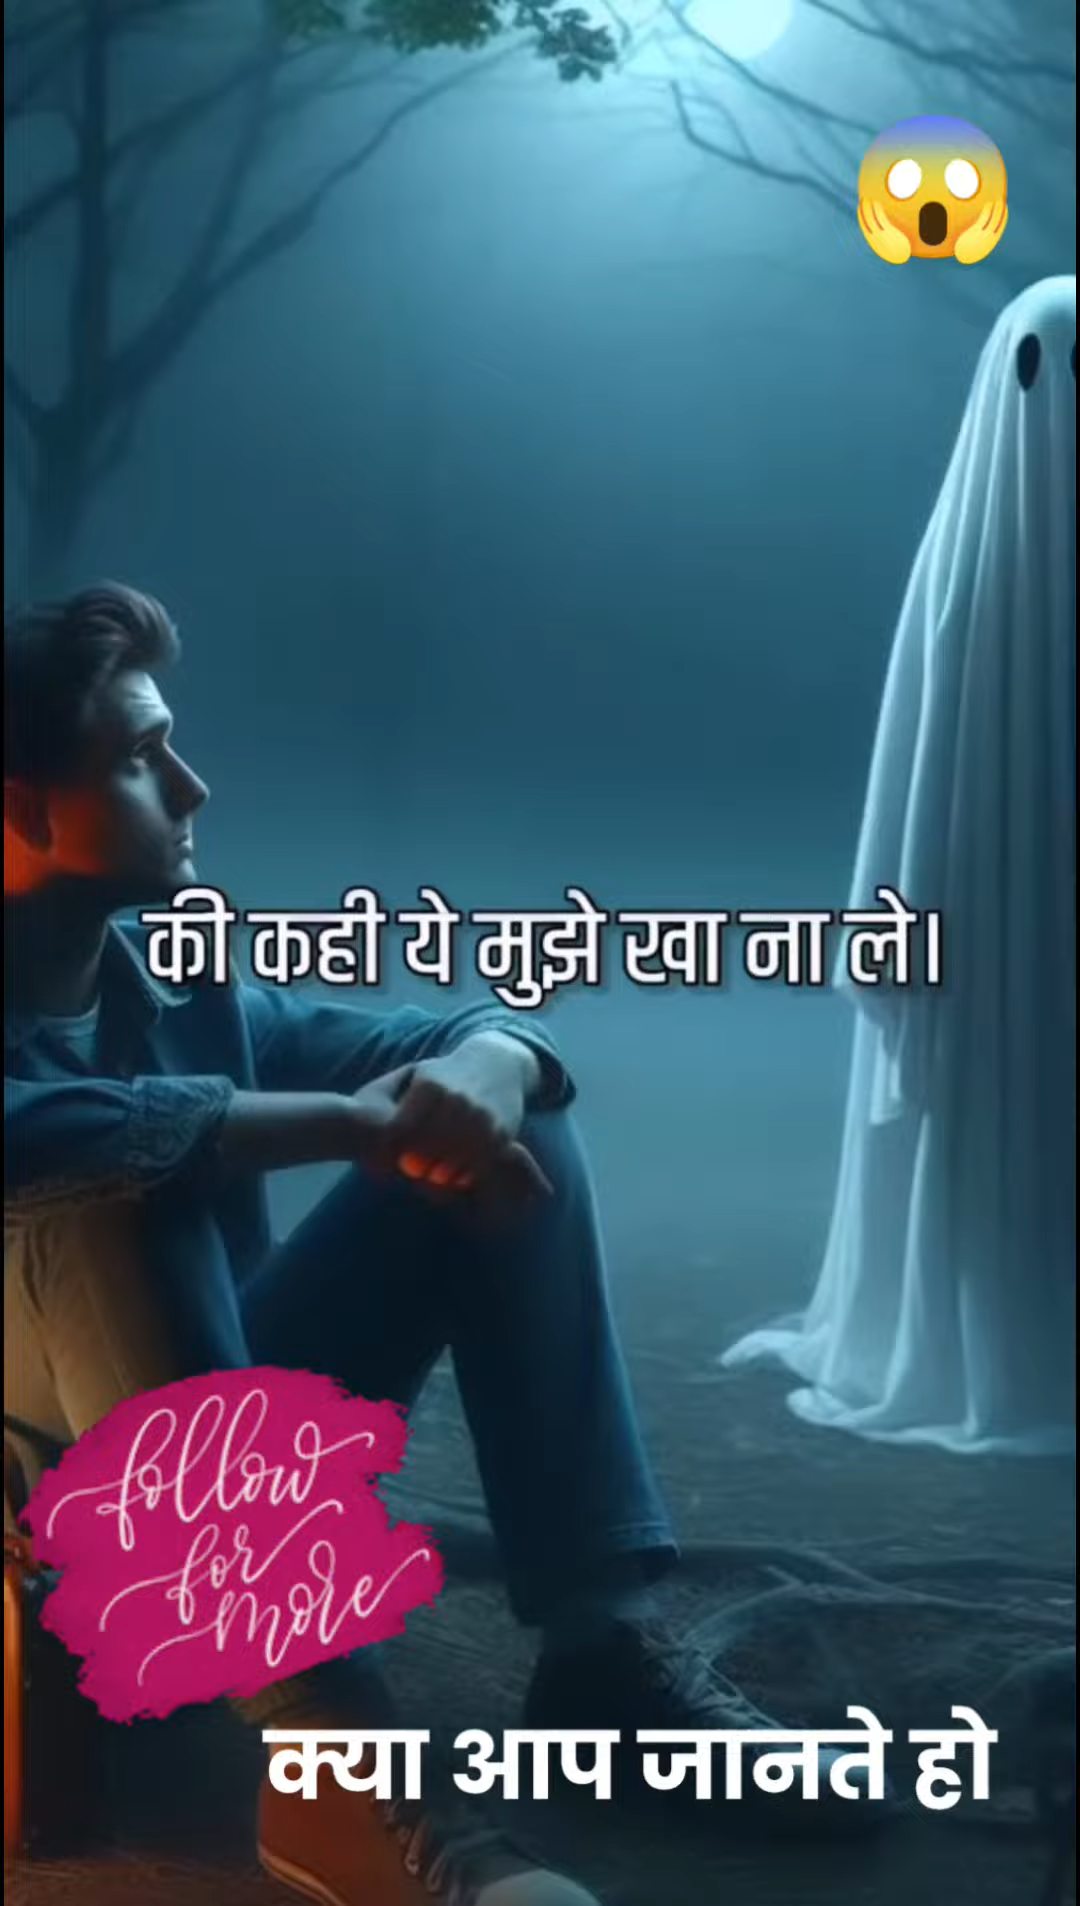 की कही ये मुझे खा ना ले।
follow
for
more
क्या आप जानते हो